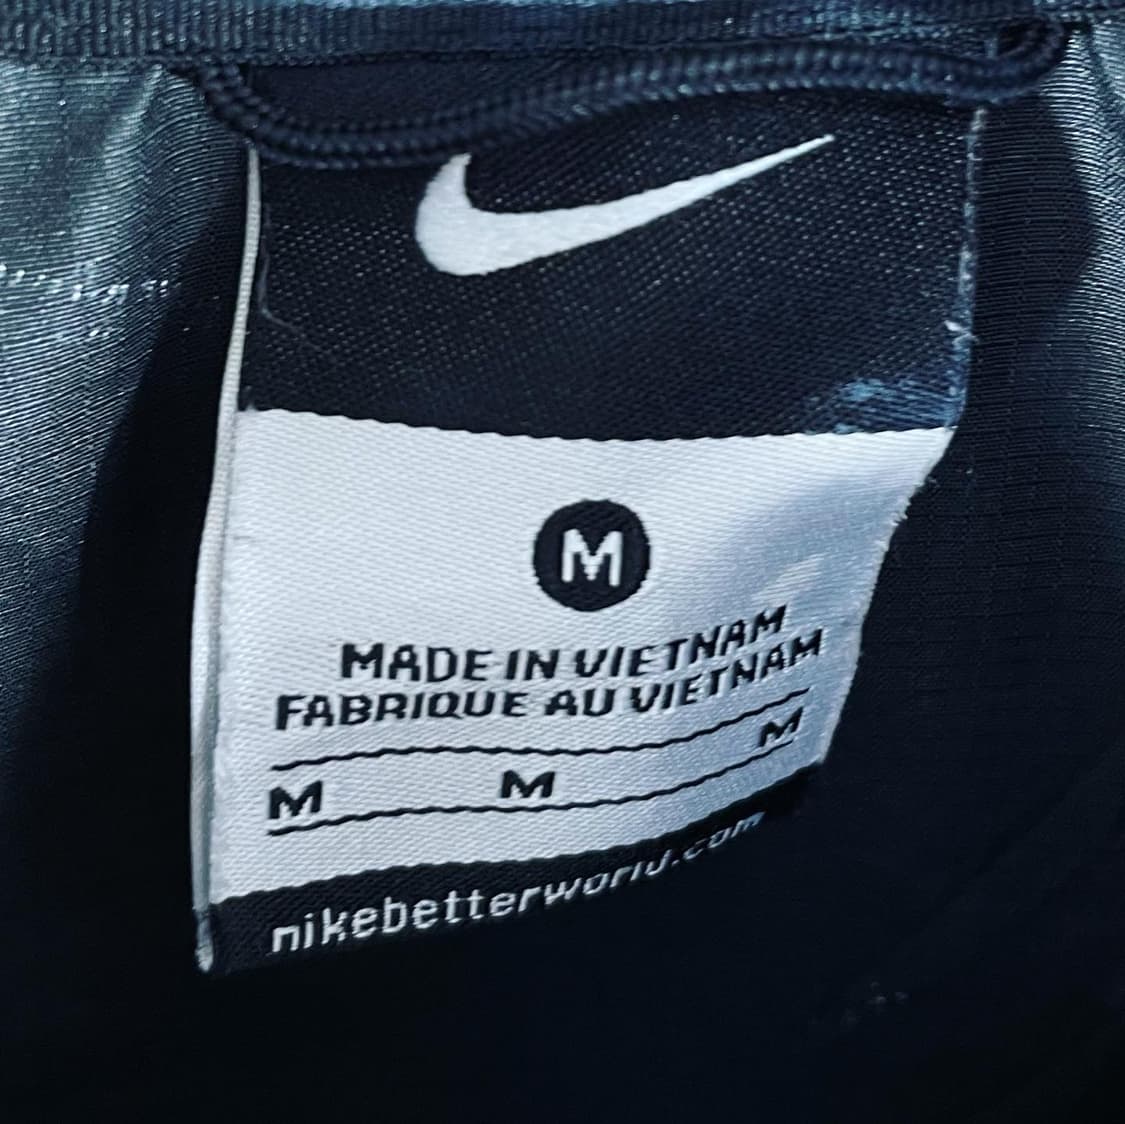 M
MADE IN VIETNAM
FABRIQUE AU VIETNAM
M M M
nikebetterworld.com